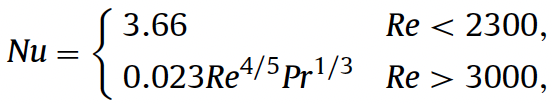 3.66 Re < 2300,
Nu = {
0.023Re^{4/5}Pr^{1/3} Re > 3000,